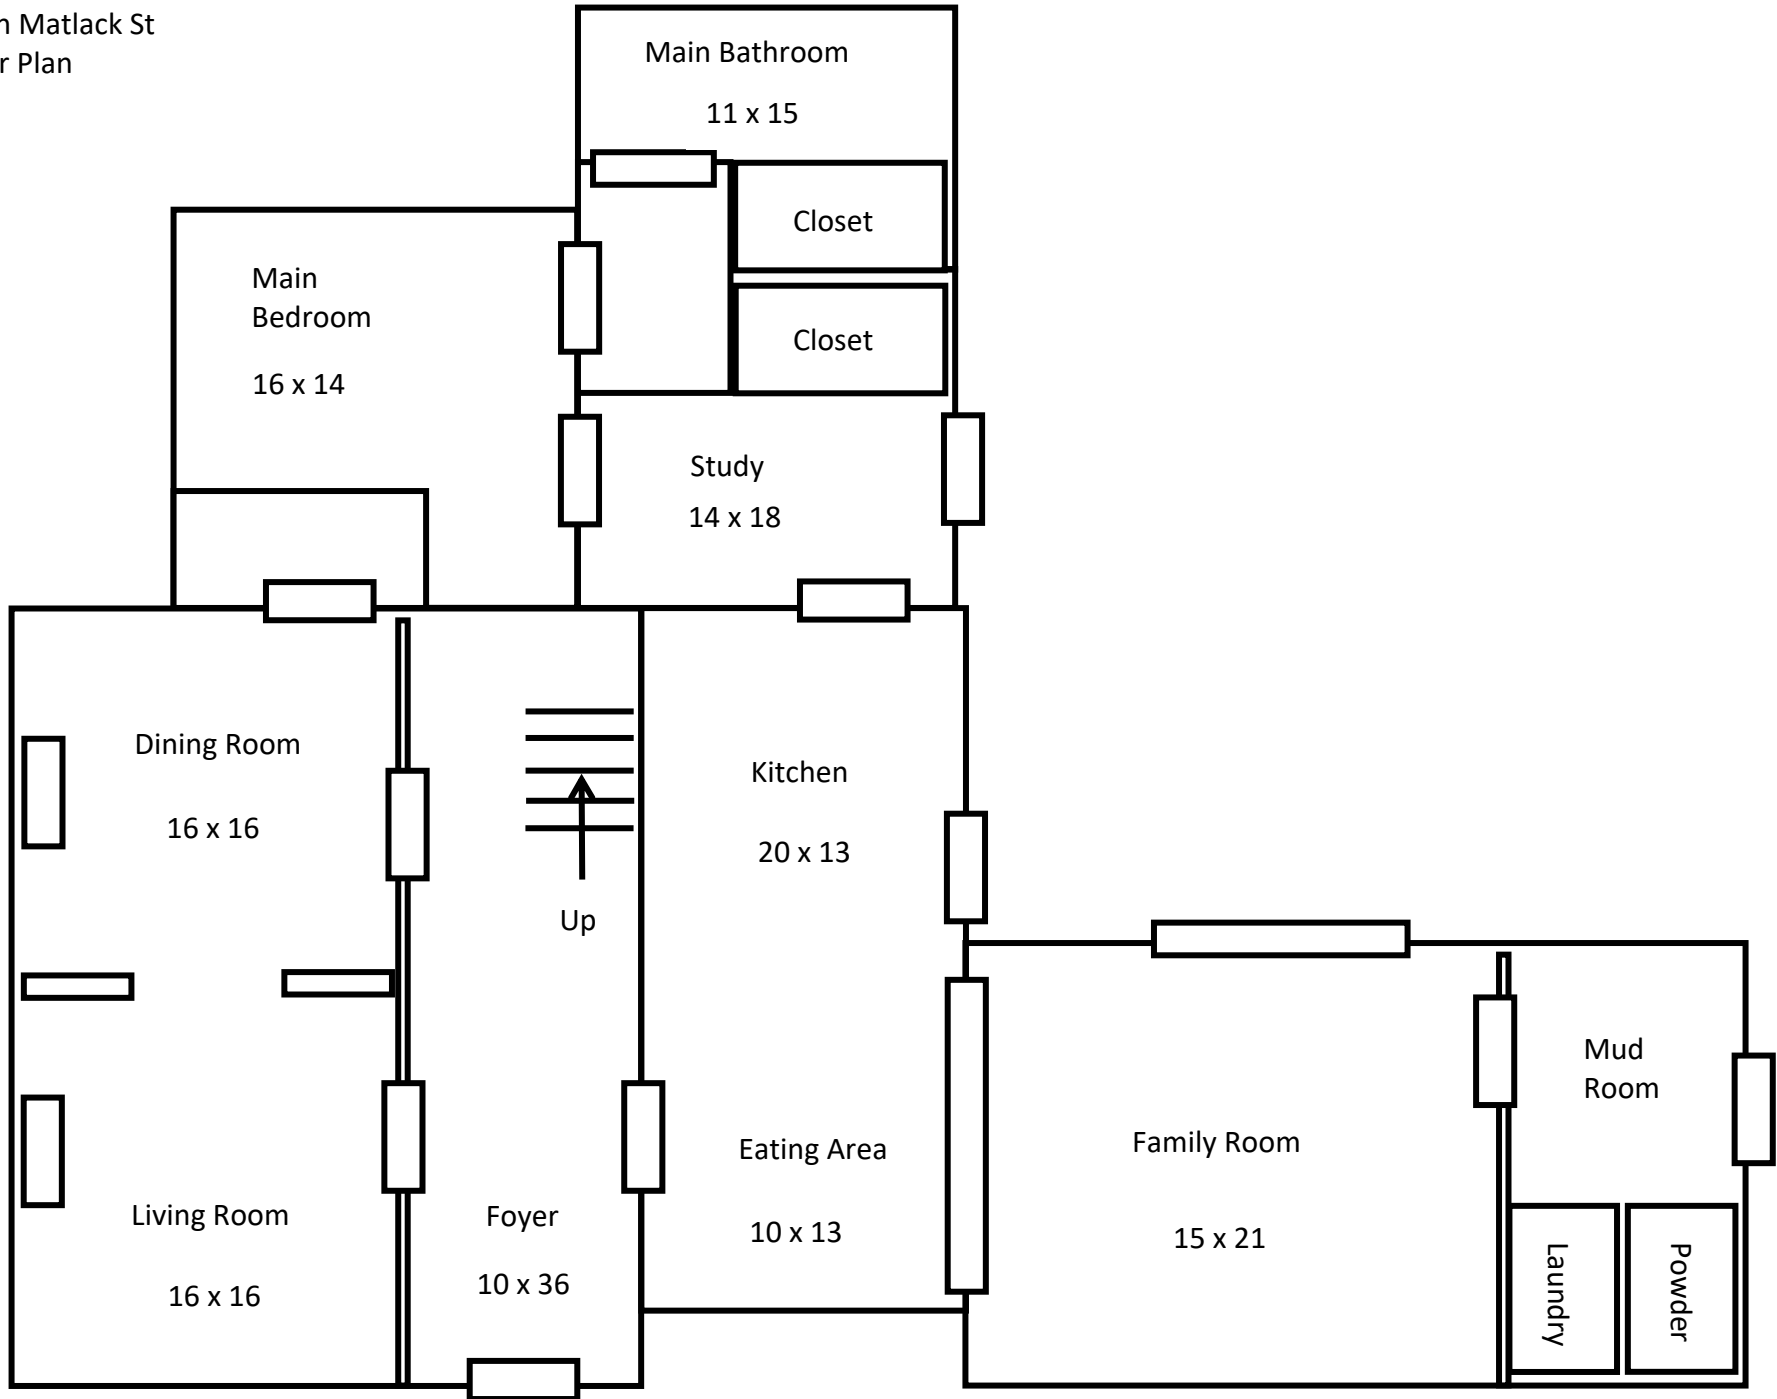 Matlack St
Plan
Main Bathroom
11 x 15
Closet
Closet
Main
Bedroom
16 x 14
Study
14 x 18
Dining Room
16 x 16
Up
Kitchen
20 x 13
Living Room
16 x 16
Foyer
10 x 36
Eating Area
10 x 13
Family Room
15 x 21
Mud
Room
Laundry
Powder